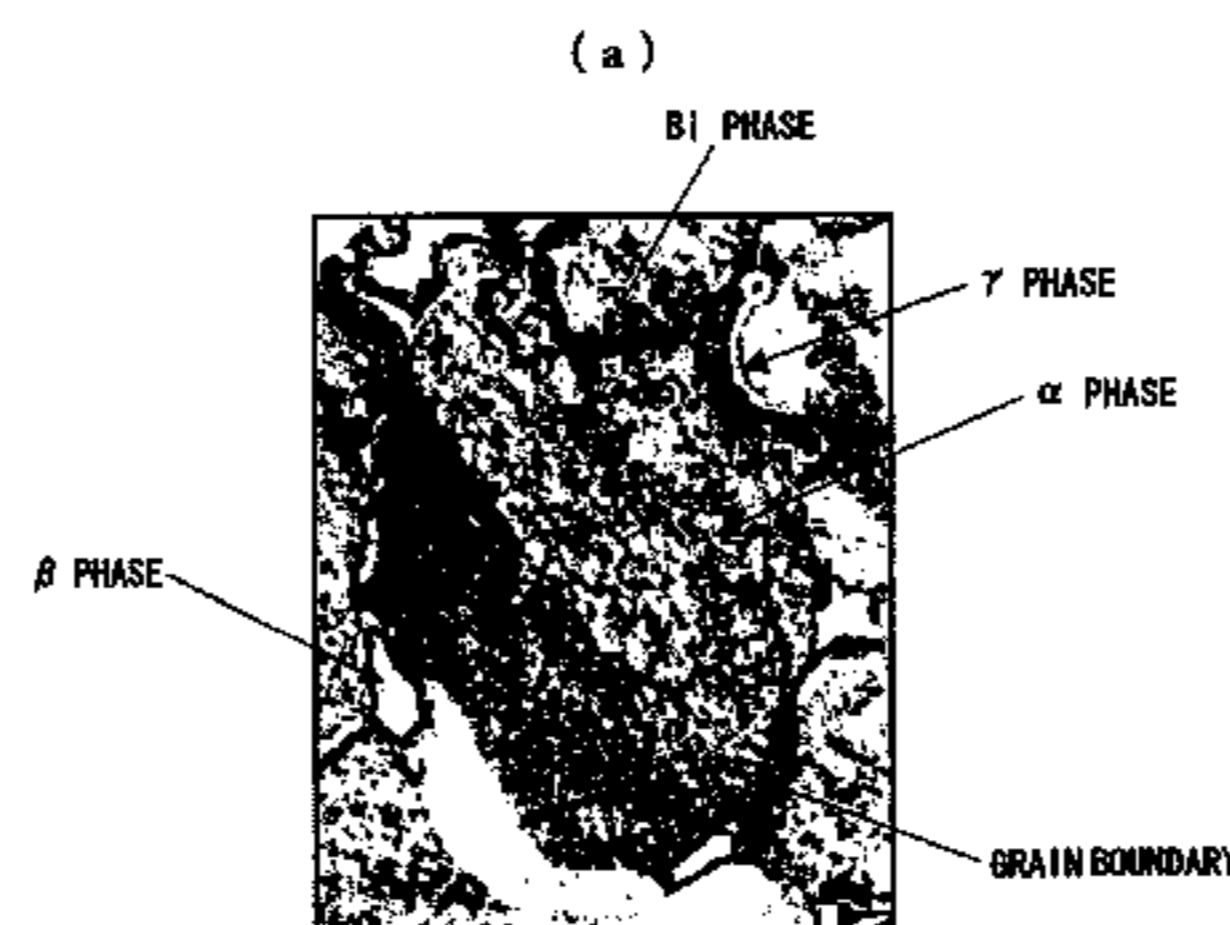 (a)
Bi PHASE
γ PHASE
α PHASE
β PHASE
GRAIN BOUNDARY